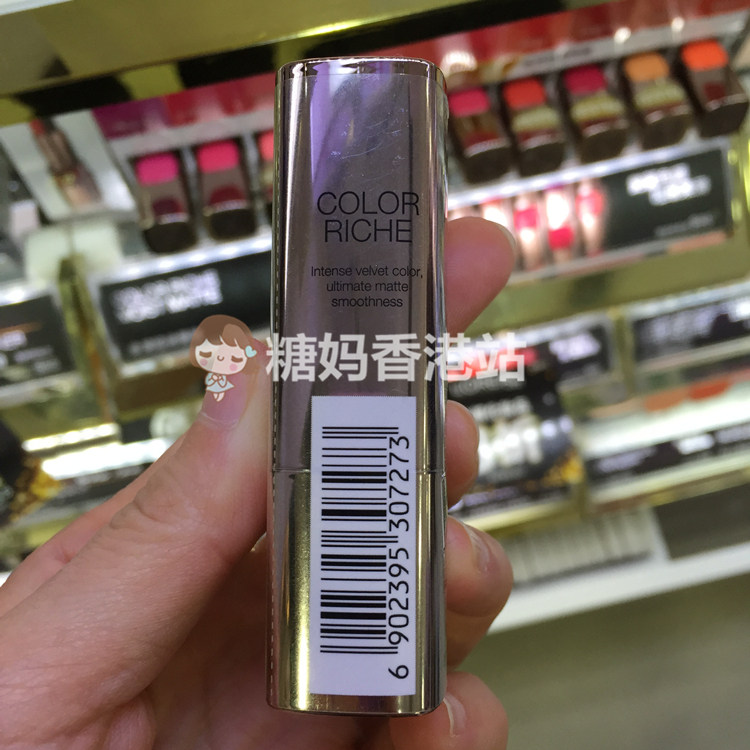 COLOR
RICHE
Intense velvet color,
ultimate matte
smoothness
糖妈香港站
6 902395 307273